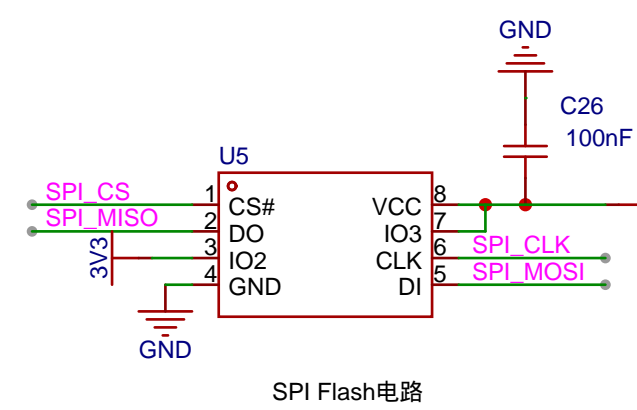 GND
C26
100nF
U5
SPI_CS
1
CS#
VCC
8
SPI_MISO
2
DO
IO3
7
3V3
3
IO2
CLK
6
SPI_CLK
4
GND
DI
5
SPI_MOSI
GND
SPI Flash电路